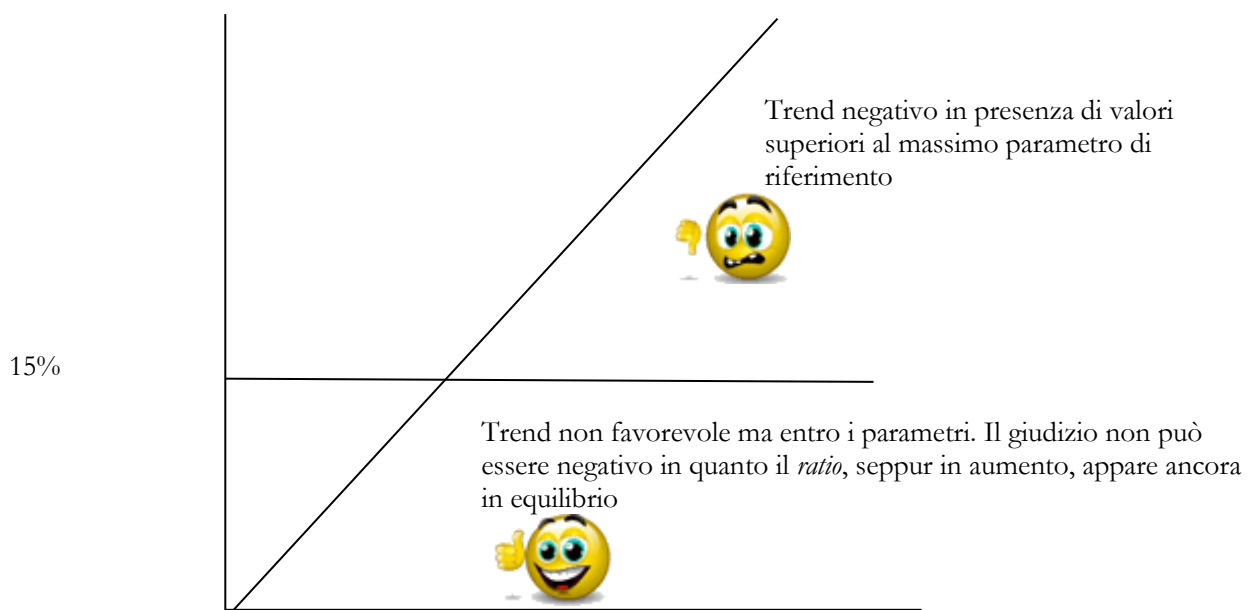 Trend negativo in presenza di valori
superiori al massimo parametro di
riferimento
15%
Trend non favorevole ma entro i parametri. Il giudizio non può
essere negativo in quanto il ratio, seppur in aumento, appare ancora
in equilibrio